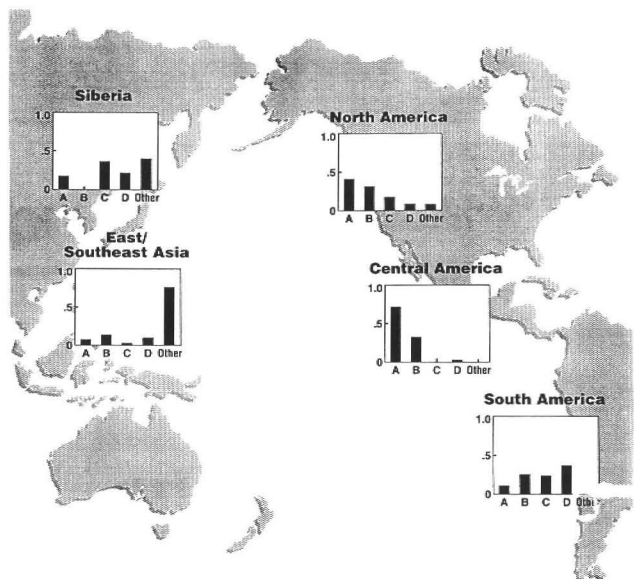 Siberia
1.0
.5
0
A B C D Other
North America
1.0
.5
0
A B C D Other
East/
Southeast Asia
1.0
.5
0
A B C D Other
Central America
1.0
.5
0
A B C D Other
South America
1.0
.5
0
A B C D